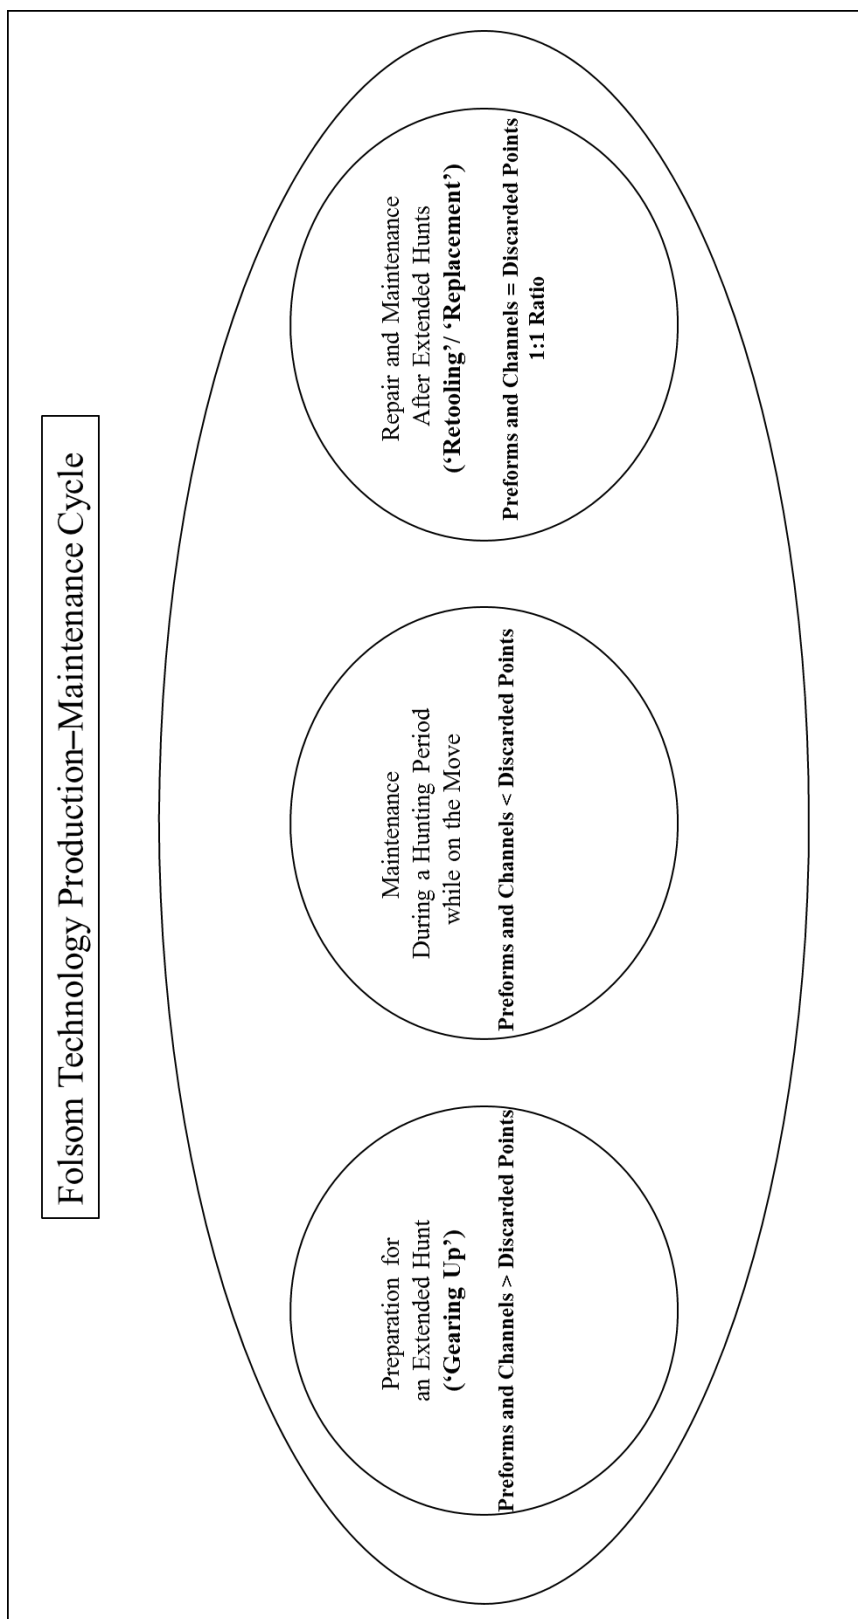 Folsom Technology Production–Maintenance Cycle
Preparation for
an Extended Hunt
(‘Gearing Up’)
Preforms and Channels > Discarded Points
Maintenance
During a Hunting Period
while on the Move
Preforms and Channels < Discarded Points
Repair and Maintenance
After Extended Hunts
(‘Retooling’/ ‘Replacement’)
Preforms and Channels = Discarded Points
1:1 Ratio